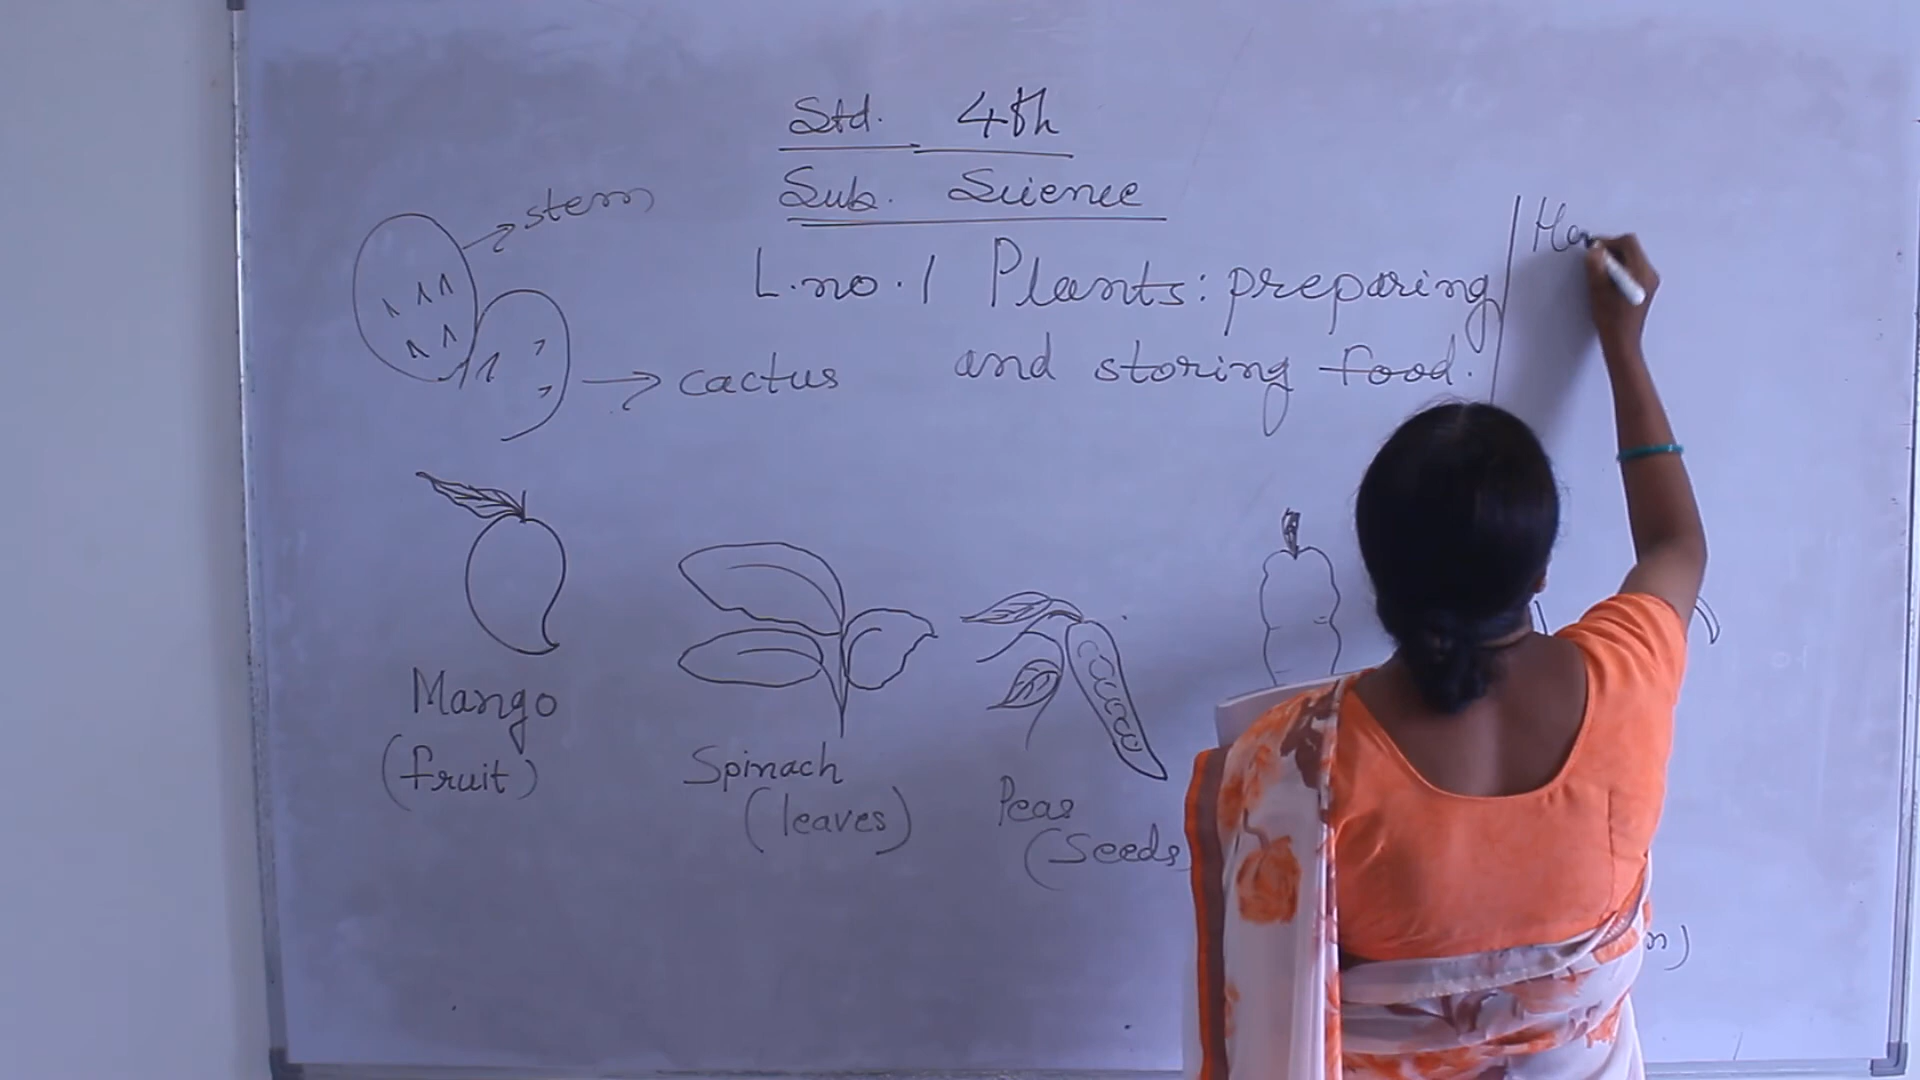 Std. 4th
Sub. Science
L.no.1 Plants: preparing
and storing food.
stem
cactus
Mango
(fruit)
Spinach
(leaves)
Peas
(Seeds